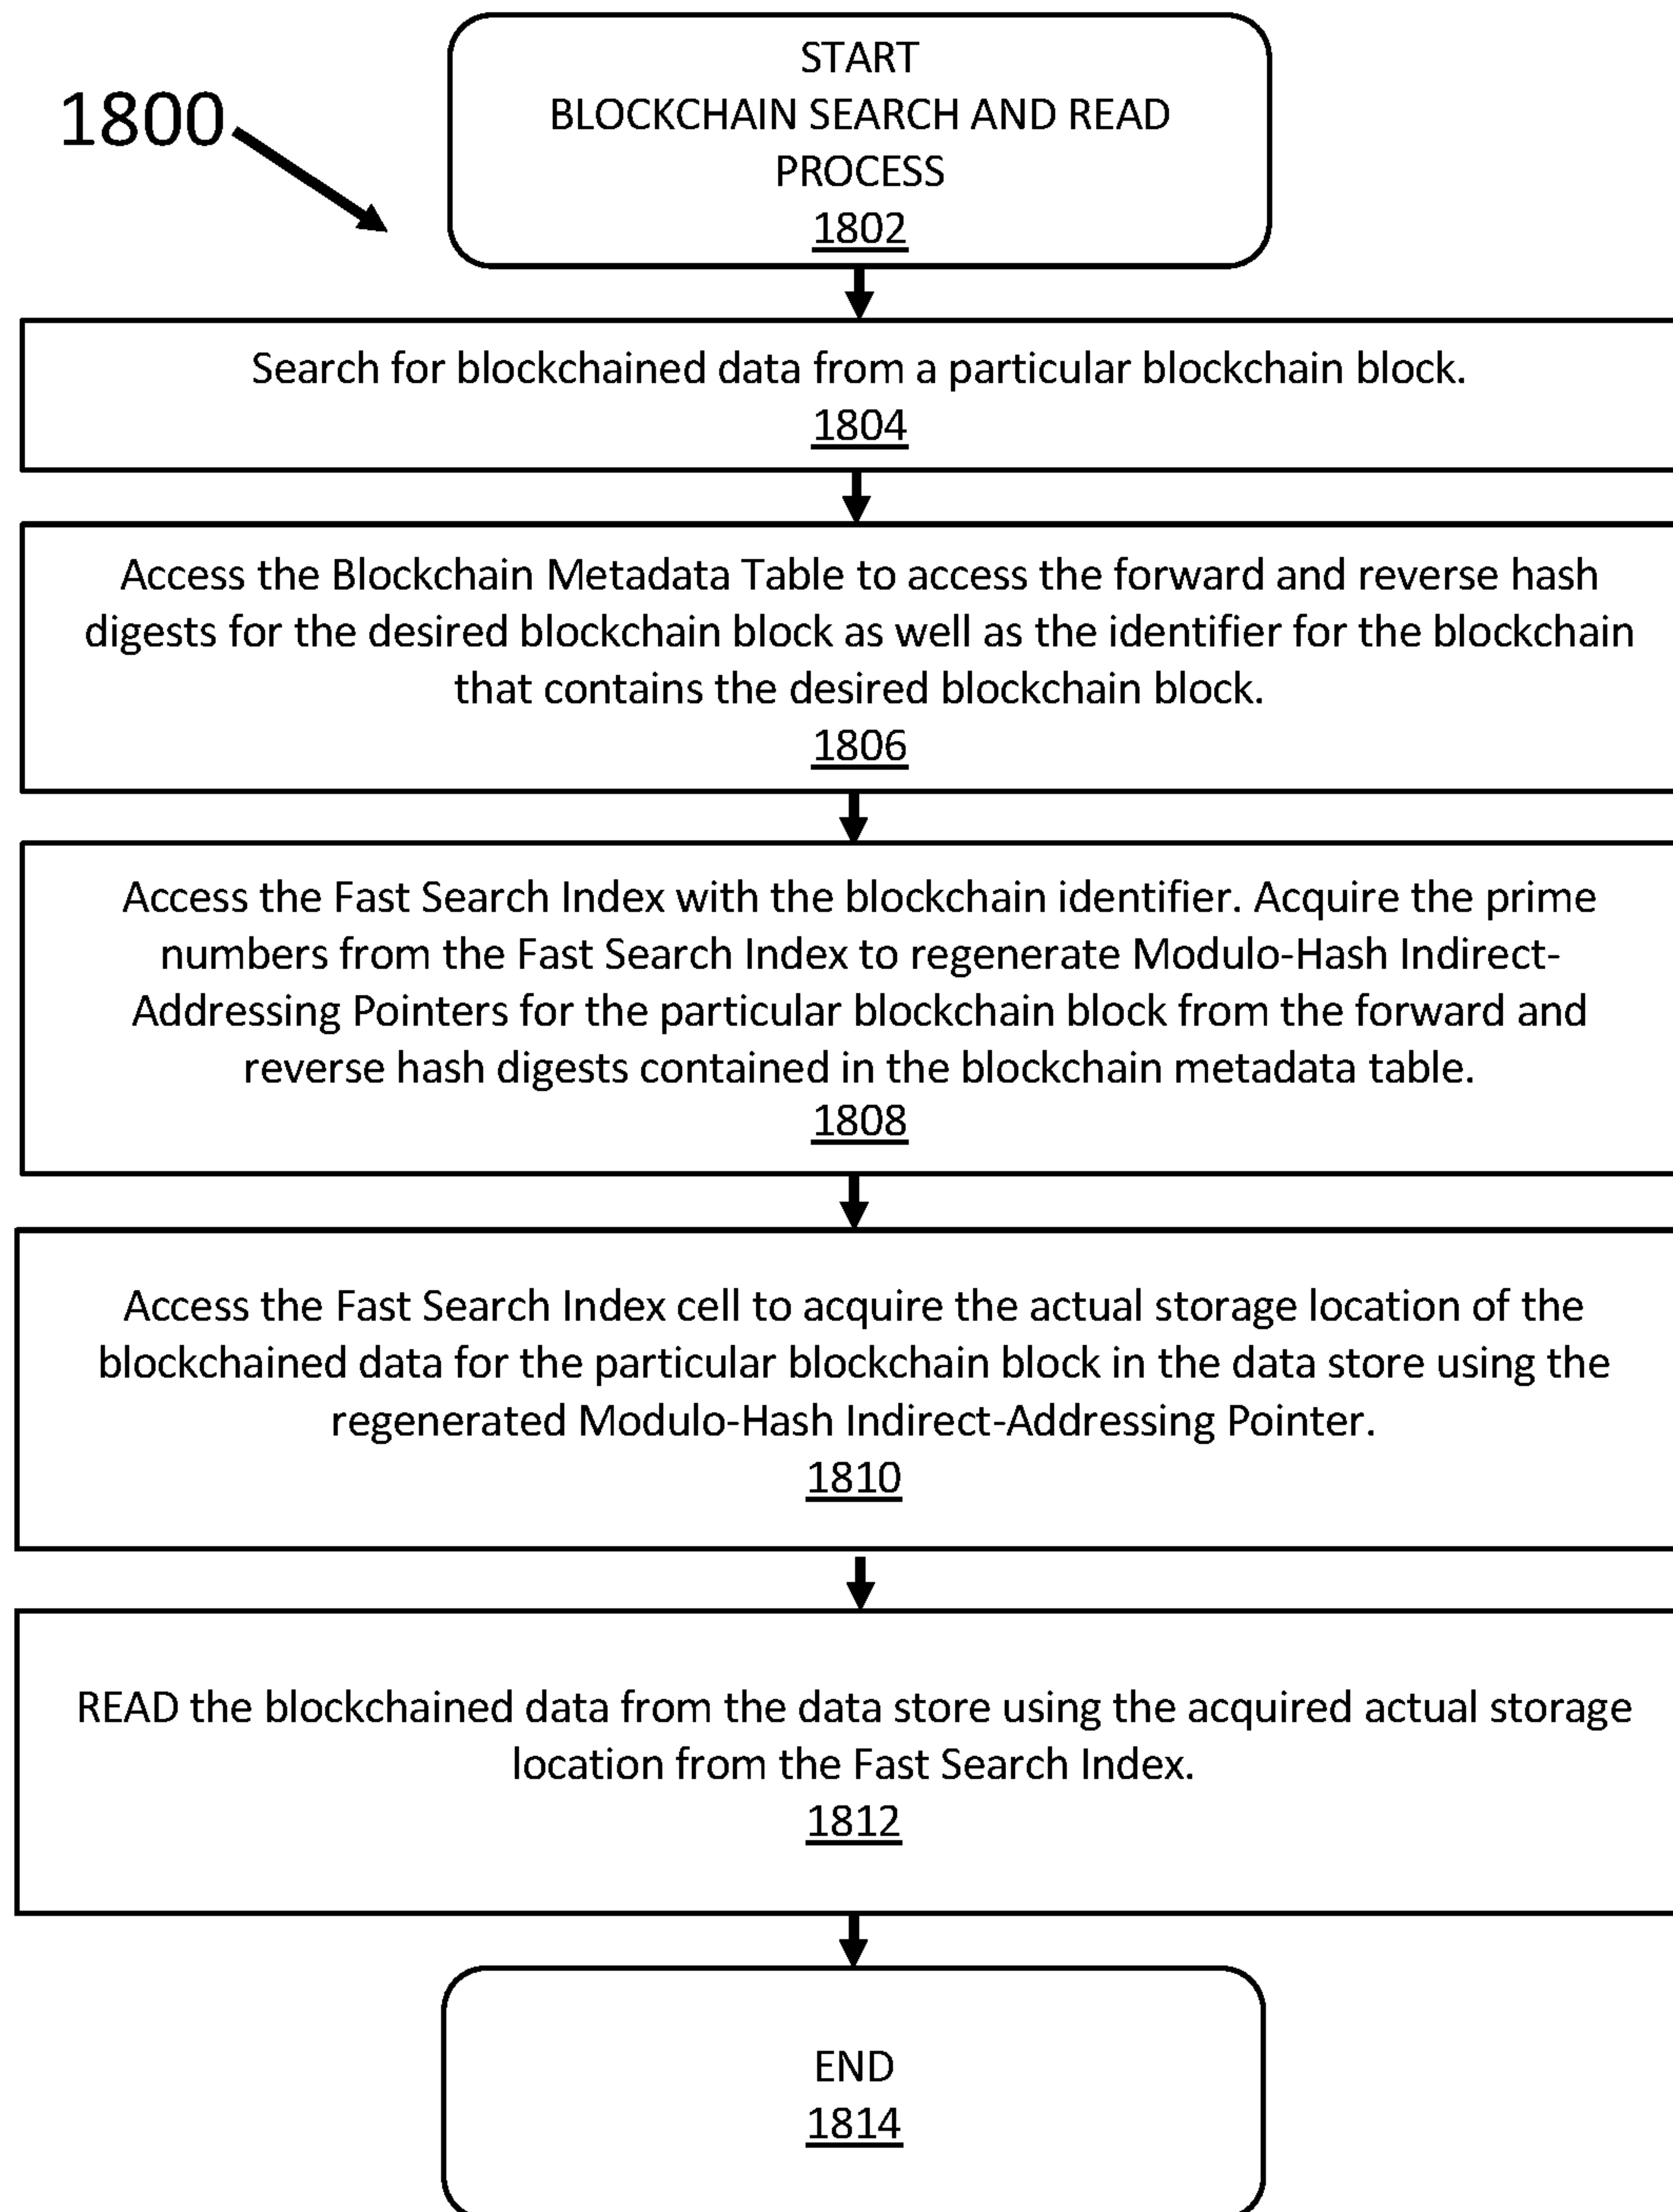 1800
START
BLOCKCHAIN SEARCH AND READ
PROCESS
1802
Search for blockchained data from a particular blockchain block.
1804
Access the Blockchain Metadata Table to access the forward and reverse hash
digests for the desired blockchain block as well as the identifier for the blockchain
that contains the desired blockchain block.
1806
Access the Fast Search Index with the blockchain identifier. Acquire the prime
numbers from the Fast Search Index to regenerate Modulo-Hash Indirect-
Addressing Pointers for the particular blockchain block from the forward and
reverse hash digests contained in the blockchain metadata table.
1808
Access the Fast Search Index cell to acquire the actual storage location of the
blockchained data for the particular blockchain block in the data store using the
regenerated Modulo-Hash Indirect-Addressing Pointer.
1810
READ the blockchained data from the data store using the acquired actual storage
location from the Fast Search Index.
1812
END
1814